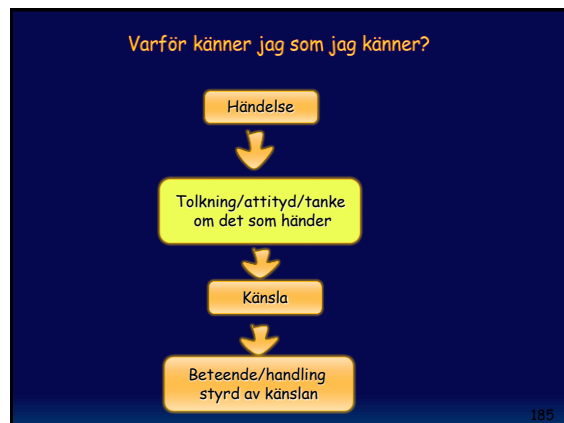 Varför känner jag som jag känner?
Händelse
Tolkning/attityd/tanke
om det som händer
Känsla
Beteende/handling
styrd av känslan
185